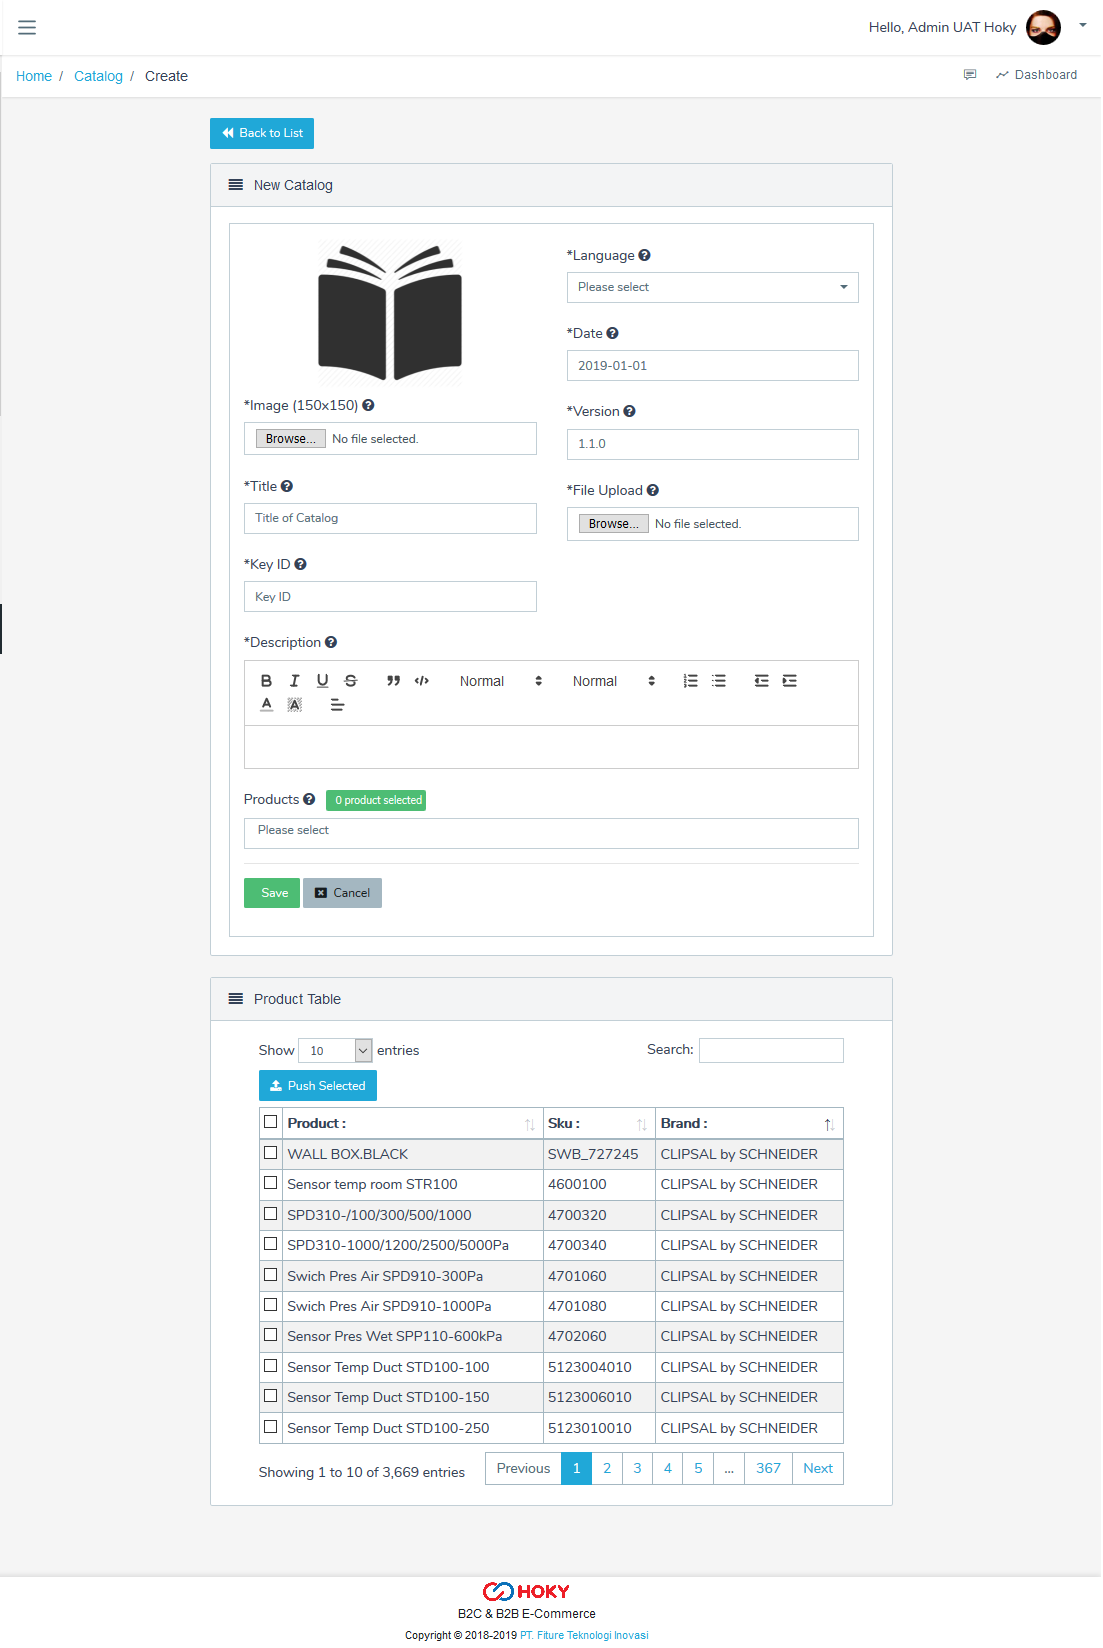 Hello, Admin UAT Hoky
Home / Catalog / Create
Dashboard
Back to List
New Catalog
*Image (150x150)
Browse... No file selected.
*Title
Title of Catalog
*Key ID
Key ID
*Language
Please select
*Date
2019-01-01
*Version
1.1.0
*File Upload
Browse... No file selected.
*Description
B I U S Normal Normal
A A
Products 0 product selected
Please select
Save Cancel
Product Table
Show 10 entries Search:
Push Selected
Product : Sku : Brand :
WALL BOX.BLACK SWB_727245 CLIPSAL by SCHNEIDER
Sensor temp room STR100 4600100 CLIPSAL by SCHNEIDER
SPD310-/100/300/500/1000 4700320 CLIPSAL by SCHNEIDER
SPD310-1000/1200/2500/5000Pa 4700340 CLIPSAL by SCHNEIDER
Swich Pres Air SPD910-300Pa 4701060 CLIPSAL by SCHNEIDER
Swich Pres Air SPD910-1000Pa 4701080 CLIPSAL by SCHNEIDER
Sensor Pres Wet SPP110-600kPa 4702060 CLIPSAL by SCHNEIDER
Sensor Temp Duct STD100-100 5123004010 CLIPSAL by SCHNEIDER
Sensor Temp Duct STD100-150 5123006010 CLIPSAL by SCHNEIDER
Sensor Temp Duct STD100-250 5123010010 CLIPSAL by SCHNEIDER
Showing 1 to 10 of 3,669 entries Previous 1 2 3 4 5 ... 367 Next
HOKY
B2C & B2B E-Commerce
Copyright © 2018-2019 PT. Fiture Teknologi Inovasi